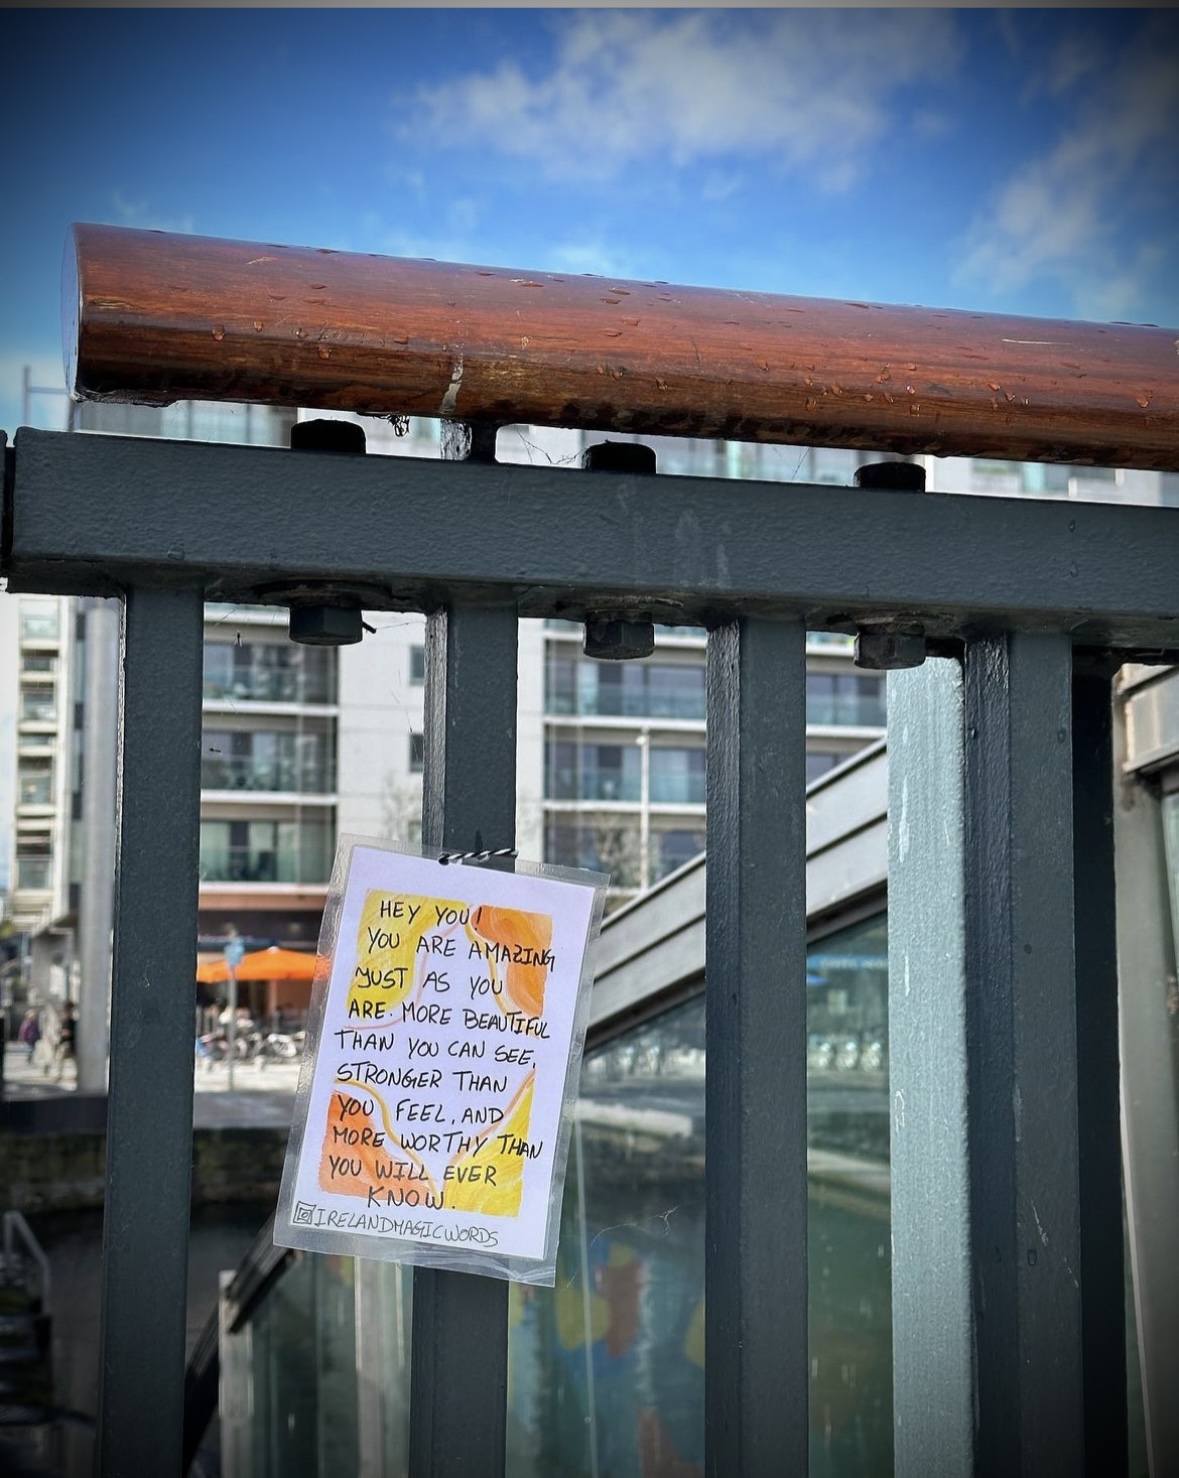 HEY YOU!
YOU ARE AMAZING
JUST AS YOU
ARE. MORE BEAUTIFUL
THAN YOU CAN SEE,
STRONGER THAN
YOU FEEL, AND
MORE WORTHY THAN
YOU WILL EVER
KNOW.
IRELANDMAGICWORDS